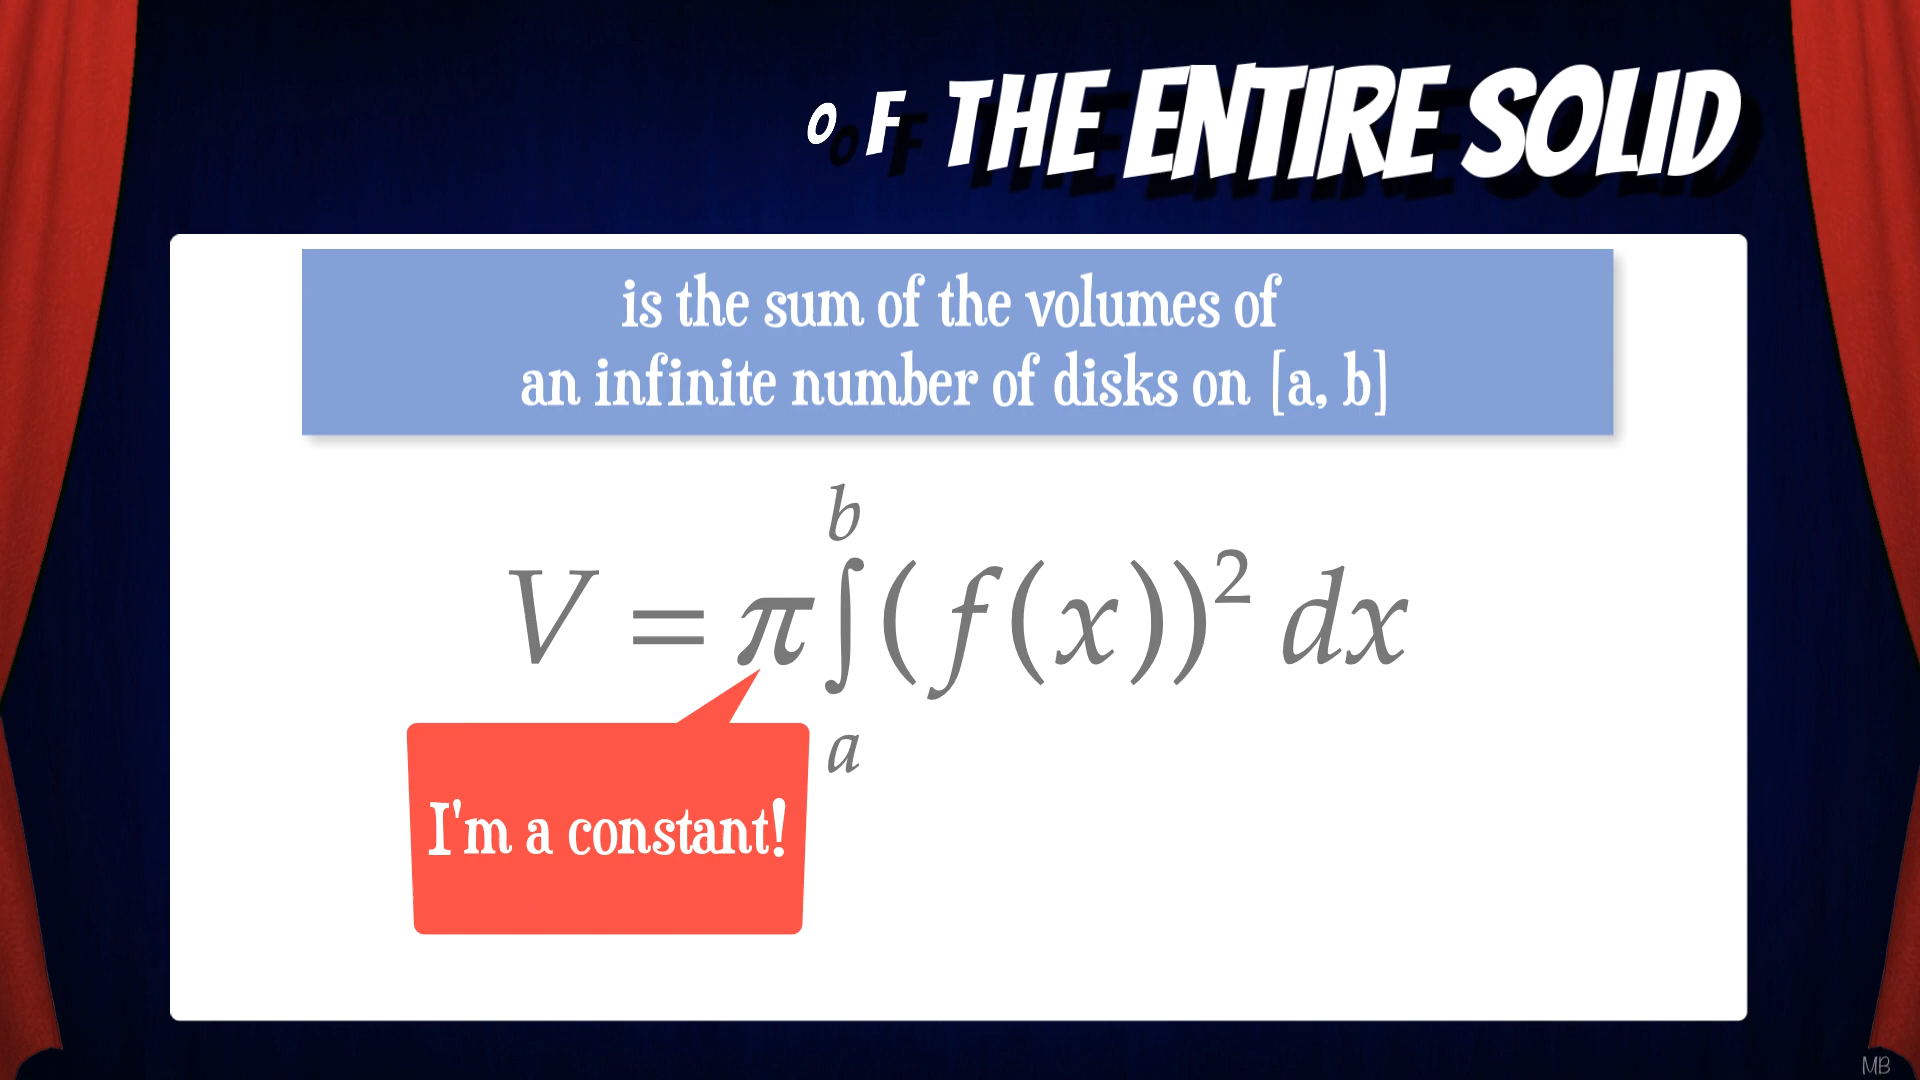 OF THE ENTIRE SOLID
is the sum of the volumes of
an infinite number of disks on [a, b]
b
V = π∫(f(x))² dx
a
I'm a constant!
MB